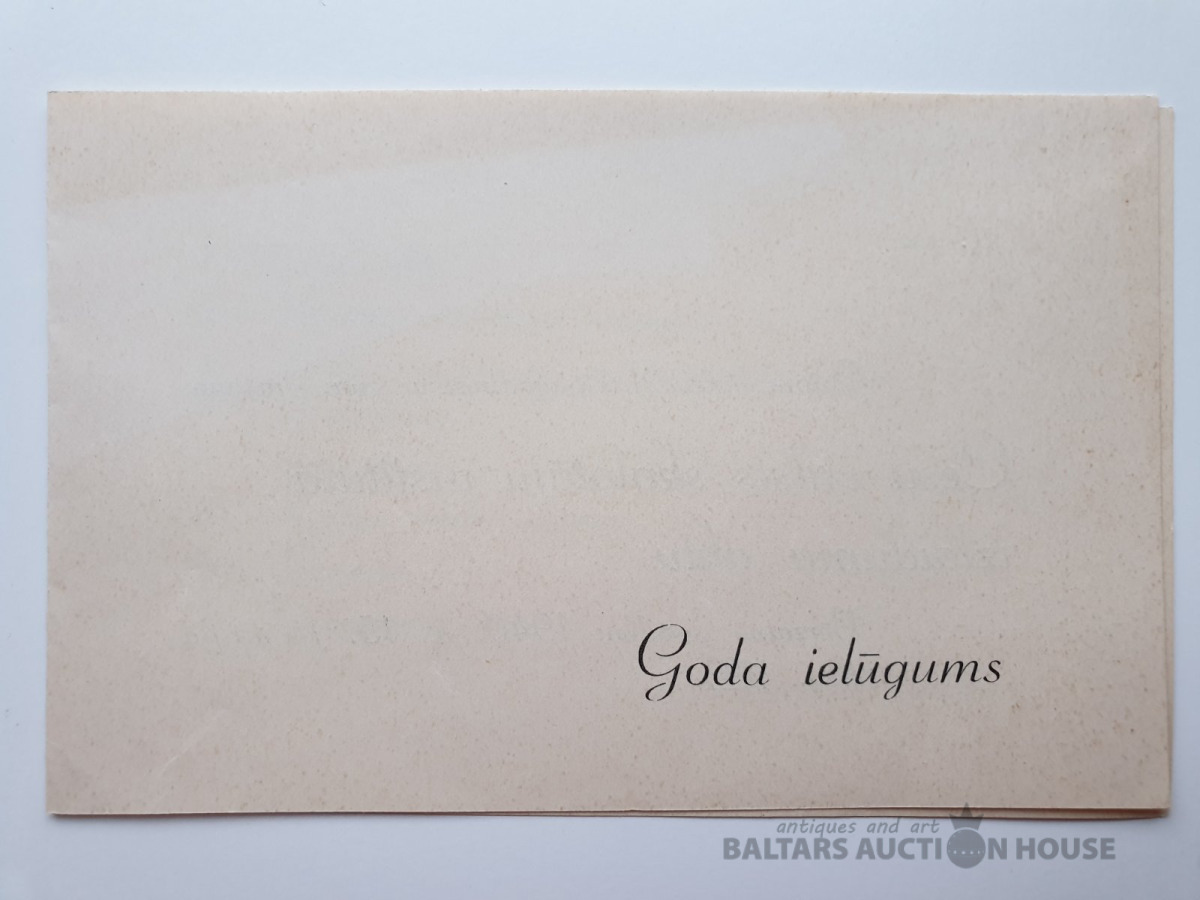 Goda ielūgums
antiques and art
BALTARS AUCTION HOUSE